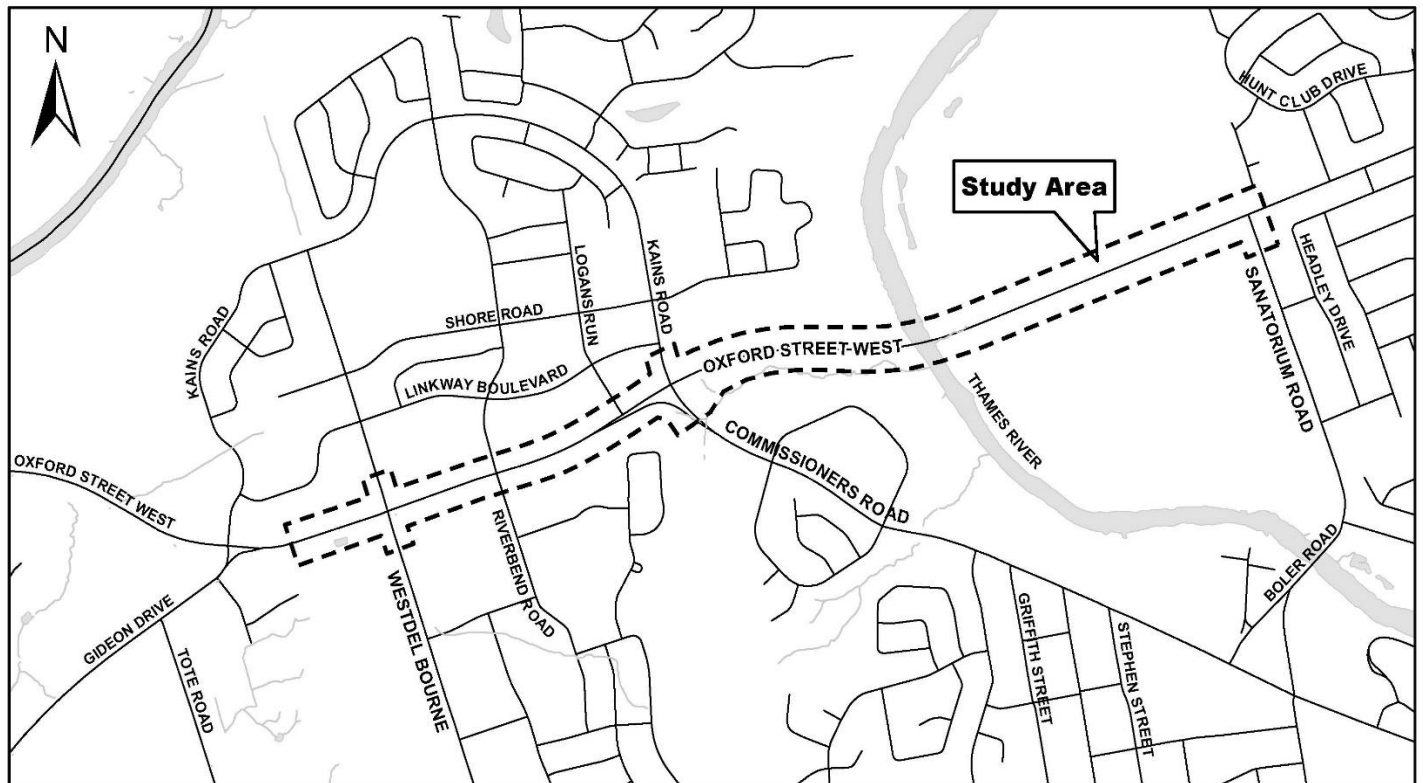 N
HUNT CLUB DRIVE
Study Area
KAINS ROAD
LOGANS RUN
SHORE ROAD
HEADLEY DRIVE
SANATORIUM ROAD
KAINS ROAD
OXFORD STREET WEST
LINKWAY BOULEVARD
THAMES RIVER
COMMISSIONERS ROAD
OXFORD STREET WEST
RIVERBEND ROAD
WESTDEL BOURNE
BOLER ROAD
GIDEON DRIVE
TOTE ROAD
GRIFFITH STREET
STEPHEN STREET